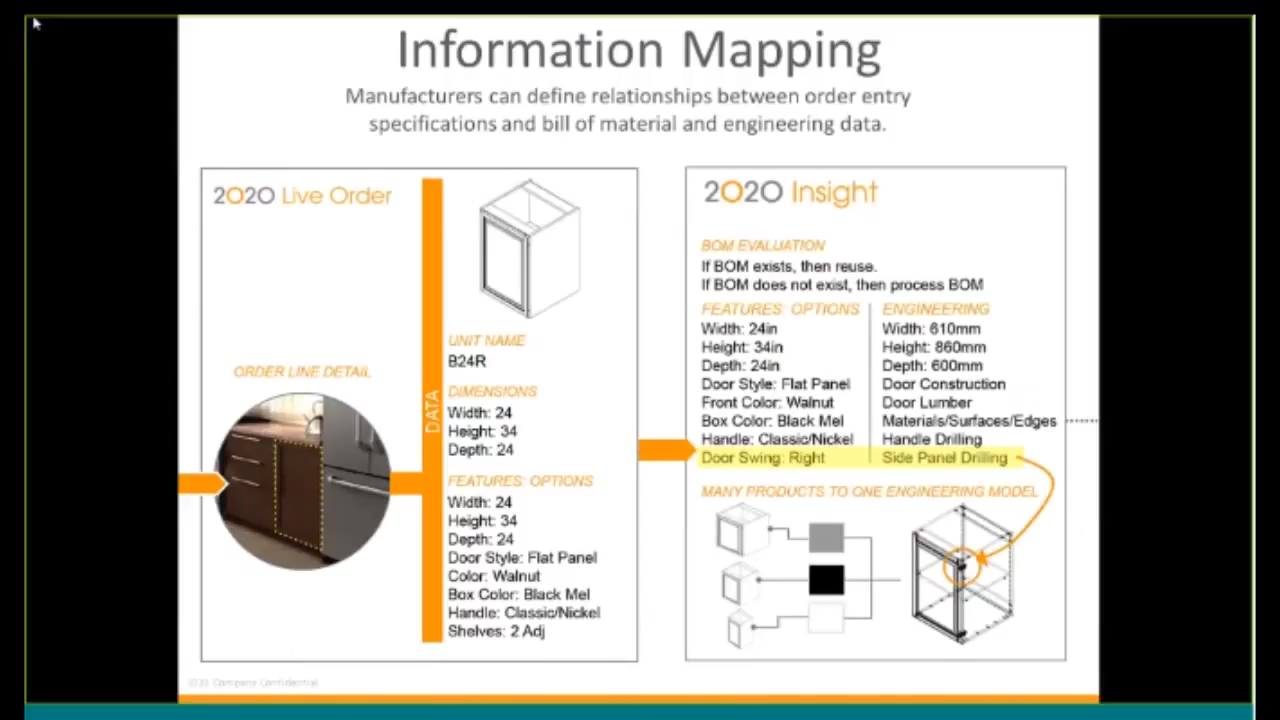 Information Mapping
Manufacturers can define relationships between order entry
specifications and bill of material and engineering data.
2020 Live Order
ORDER LINE DETAIL
DATA
UNIT NAME
B24R
DIMENSIONS
Width: 24
Height: 34
Depth: 24
FEATURES: OPTIONS
Width: 24
Height: 34
Depth: 24
Door Style: Flat Panel
Color: Walnut
Box Color: Black Mel
Handle: Classic/Nickel
Shelves: 2 Adj
2020 Insight
BOM EVALUATION
If BOM exists, then reuse.
If BOM does not exist, then process BOM
FEATURES: OPTIONS
Width: 24in
Height: 34in
Depth: 24in
Door Style: Flat Panel
Front Color: Walnut
Box Color: Black Mel
Handle: Classic/Nickel
Door Swing: Right
ENGINEERING
Width: 610mm
Height: 860mm
Depth: 600mm
Door Construction
Door Lumber
Materials/Surfaces/Edges
Handle Drilling
Side Panel Drilling
MANY PRODUCTS TO ONE ENGINEERING MODEL
Company Confidential